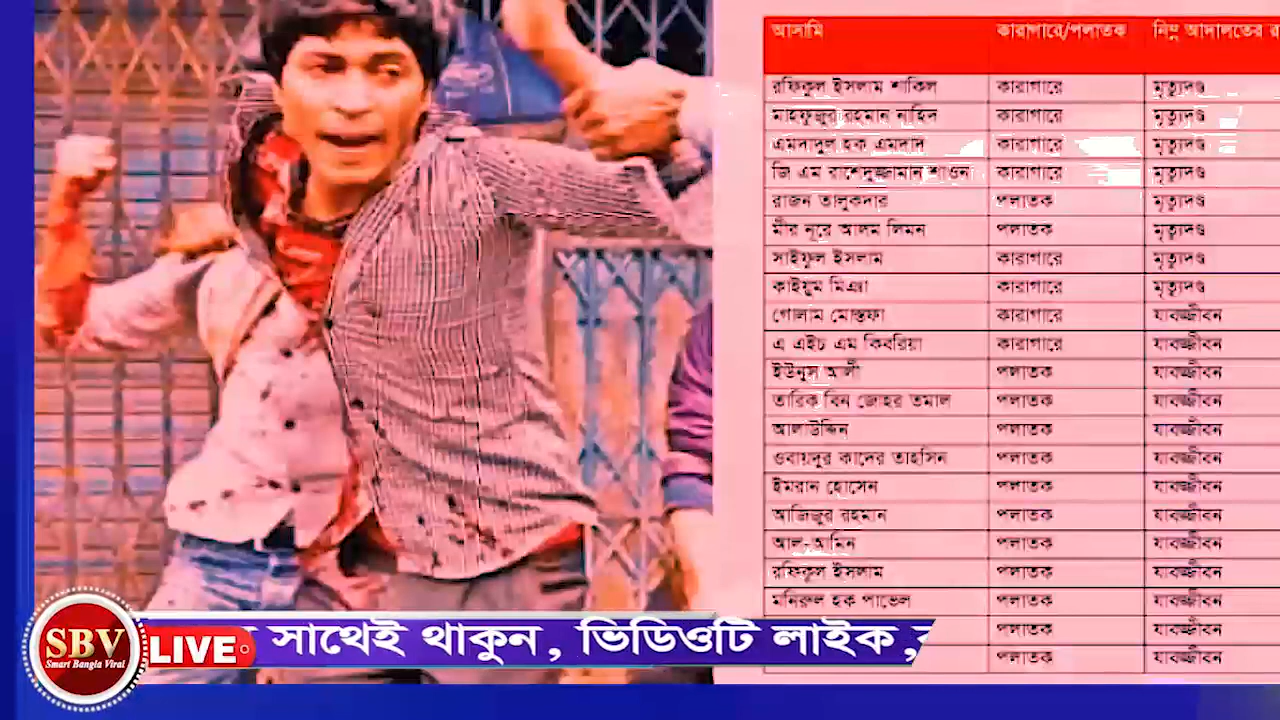 আসামি কারাগারে/পলাতক নিম্ন আদালতের র
রফিকুল ইসলাম শাকিল কারাগারে মৃত্যুদণ্ড
মাহফুজুর রহমান নাহিদ কারাগারে মৃত্যুদণ্ড
এমদাদুল হক এমদাদ কারাগারে মৃত্যুদণ্ড
জি এম রাশেদুজ্জামান শাওন কারাগারে মৃত্যুদণ্ড
রাজন তালুকদার পলাতক মৃত্যুদণ্ড
মীর নূরে আলম লিমন পলাতক মৃত্যুদণ্ড
সাইফুল ইসলাম কারাগারে মৃত্যুদণ্ড
কাইয়ুম মিঞা কারাগারে মৃত্যুদণ্ড
গোলাম মোস্তফা কারাগারে যাবজ্জীবন
এ এইচ এম কিবরিয়া কারাগারে যাবজ্জীবন
ইউনুস আলী পলাতক যাবজ্জীবন
তারিক বিন জোহর তমাল পলাতক যাবজ্জীবন
আলাউদ্দিন পলাতক যাবজ্জীবন
ওবায়দুর কাদের তাহসিন পলাতক যাবজ্জীবন
ইমরান হোসেন পলাতক যাবজ্জীবন
আজিজুর রহমান পলাতক যাবজ্জীবন
আল-আমিন পলাতক যাবজ্জীবন
রফিকুল ইসলাম পলাতক যাবজ্জীবন
মনিরুল হক পাভেল পলাতক যাবজ্জীবন
পলাতক যাবজ্জীবন
পলাতক যাবজ্জীবন
SBV
Smart Bangla Viral
LIVE
সাথেই থাকুন, ভিডিওটি লাইক,